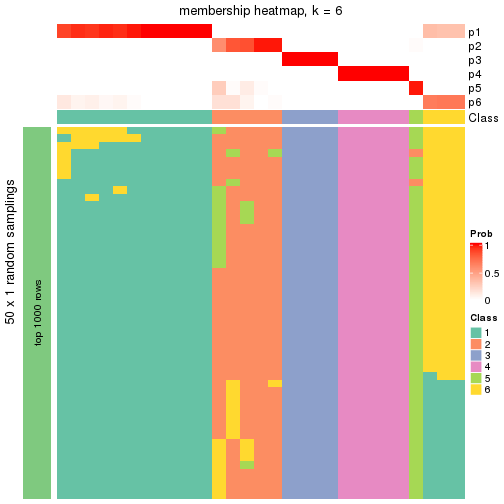 membership heatmap, k = 6
p1
p2
p3
p4
p5
p6
Class
50 x 1 random samplings
top 1000 rows
Prob
1
0.5
0
Class
1
2
3
4
5
6